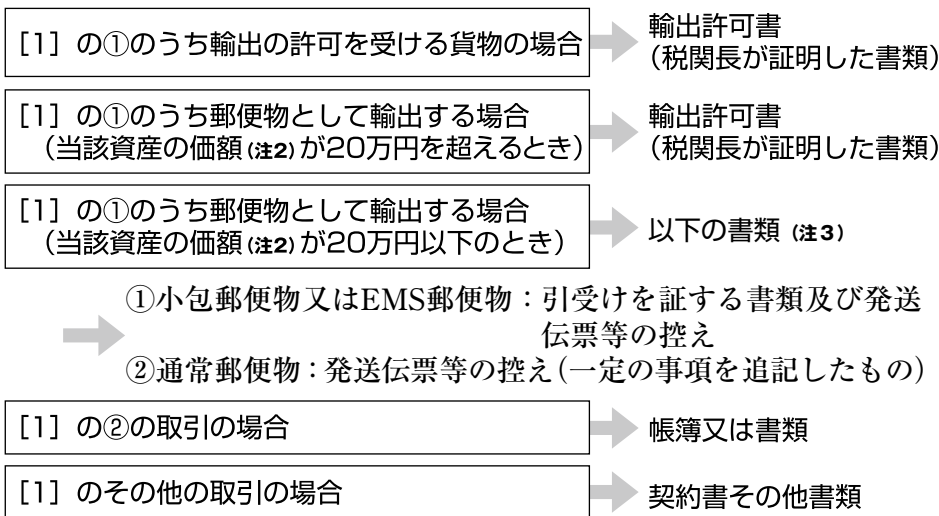 [1] の①のうち輸出の許可を受ける貨物の場合
輸出許可書
(税関長が証明した書類)
[1] の①のうち郵便物として輸出する場合
(当該資産の価額(注2)が20万円を超えるとき)
輸出許可書
(税関長が証明した書類)
[1] の①のうち郵便物として輸出する場合
(当該資産の価額(注2)が20万円以下のとき)
以下の書類 (注3)
①小包郵便物又はEMS郵便物:引受けを証する書類及び発送
伝票等の控え
②通常郵便物:発送伝票等の控え(一定の事項を追記したもの)
[1] の②の取引の場合
帳簿又は書類
[1] のその他の取引の場合
契約書その他書類